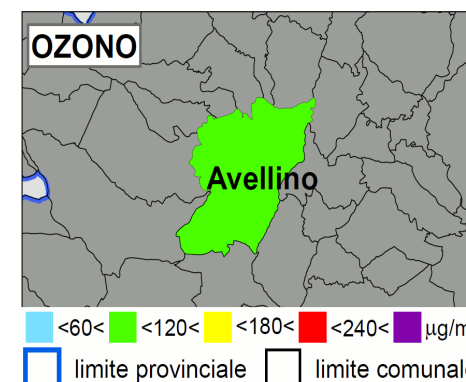 OZONO
Avellino
<60< <120< <180< <240< µg/m
limite provinciale limite comunale